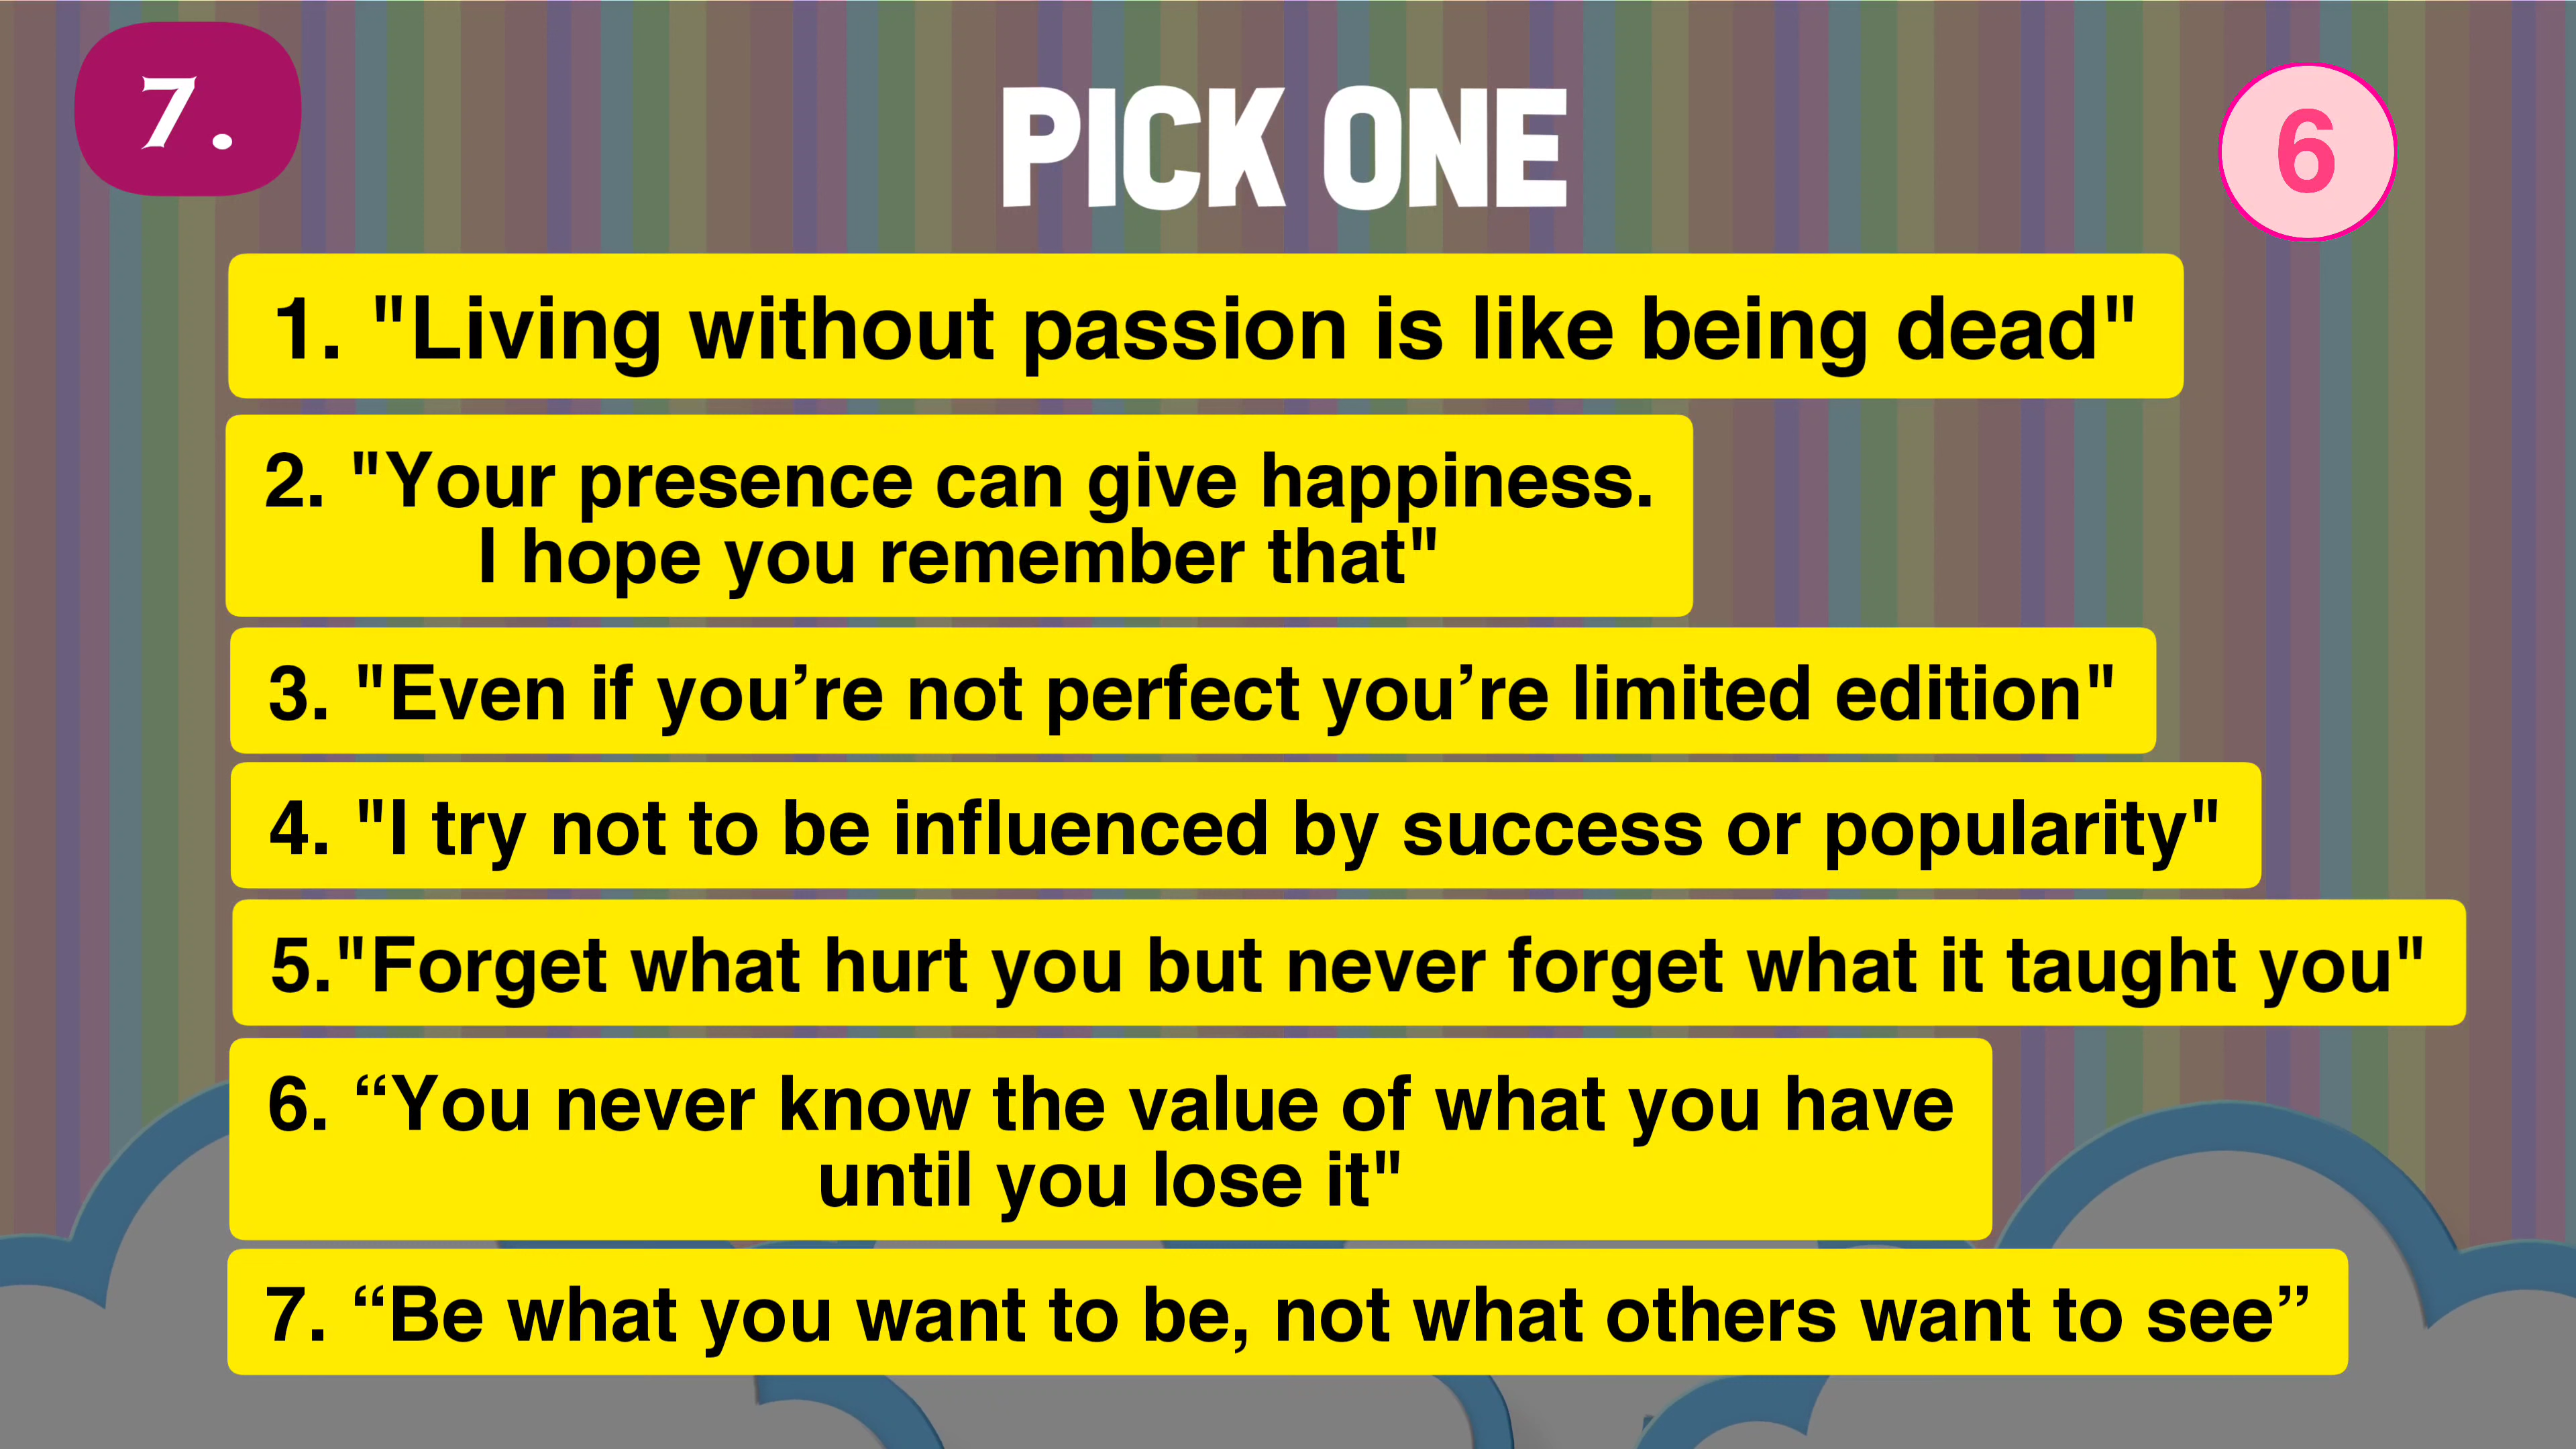 7.
PICK ONE
6
1. "Living without passion is like being dead"
2. "Your presence can give happiness.
I hope you remember that"
3. "Even if you’re not perfect you’re limited edition"
4. "I try not to be influenced by success or popularity"
5."Forget what hurt you but never forget what it taught you"
6. “You never know the value of what you have
until you lose it"
7. “Be what you want to be, not what others want to see”